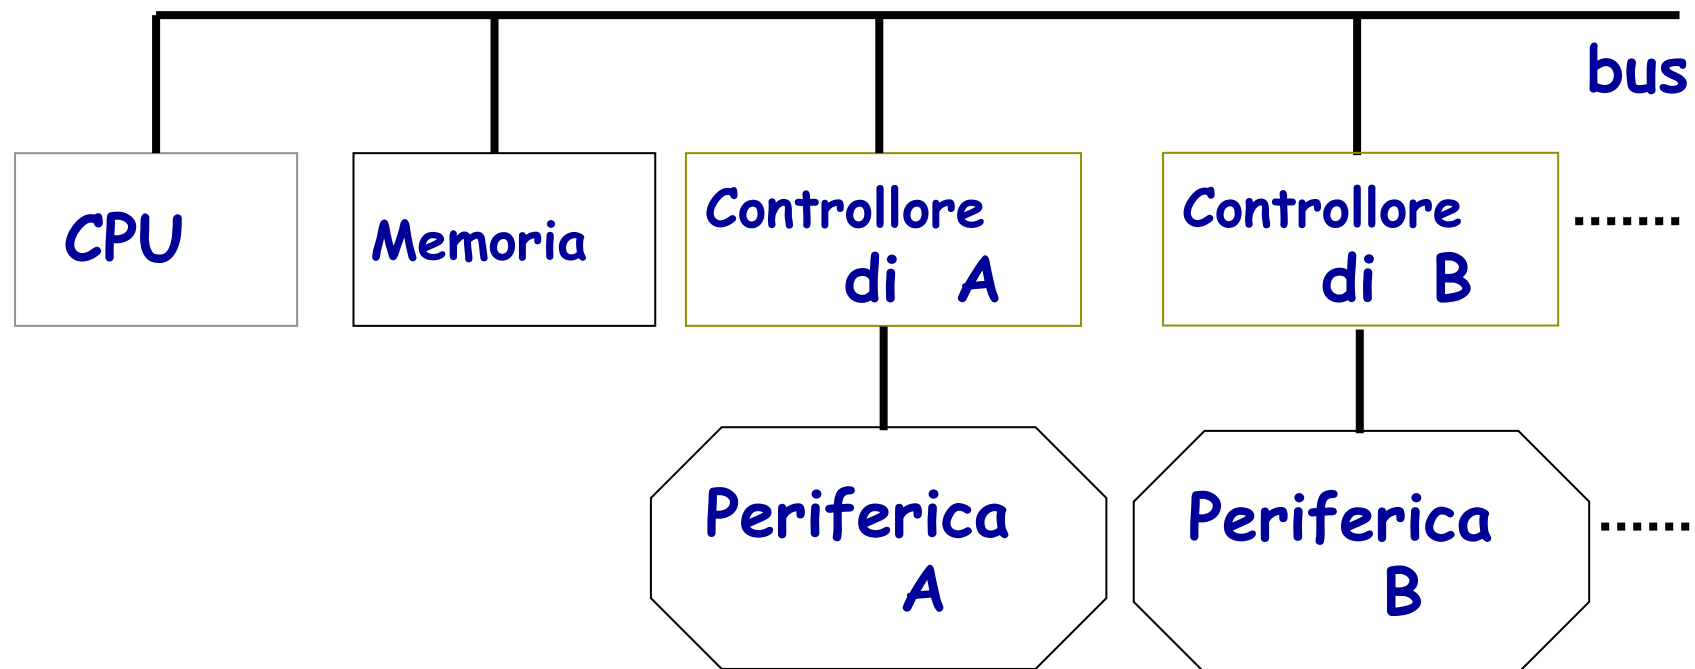 bus
CPU
Memoria
Controllore
di A
Controllore
di B
.......
Periferica
A
Periferica
B
......